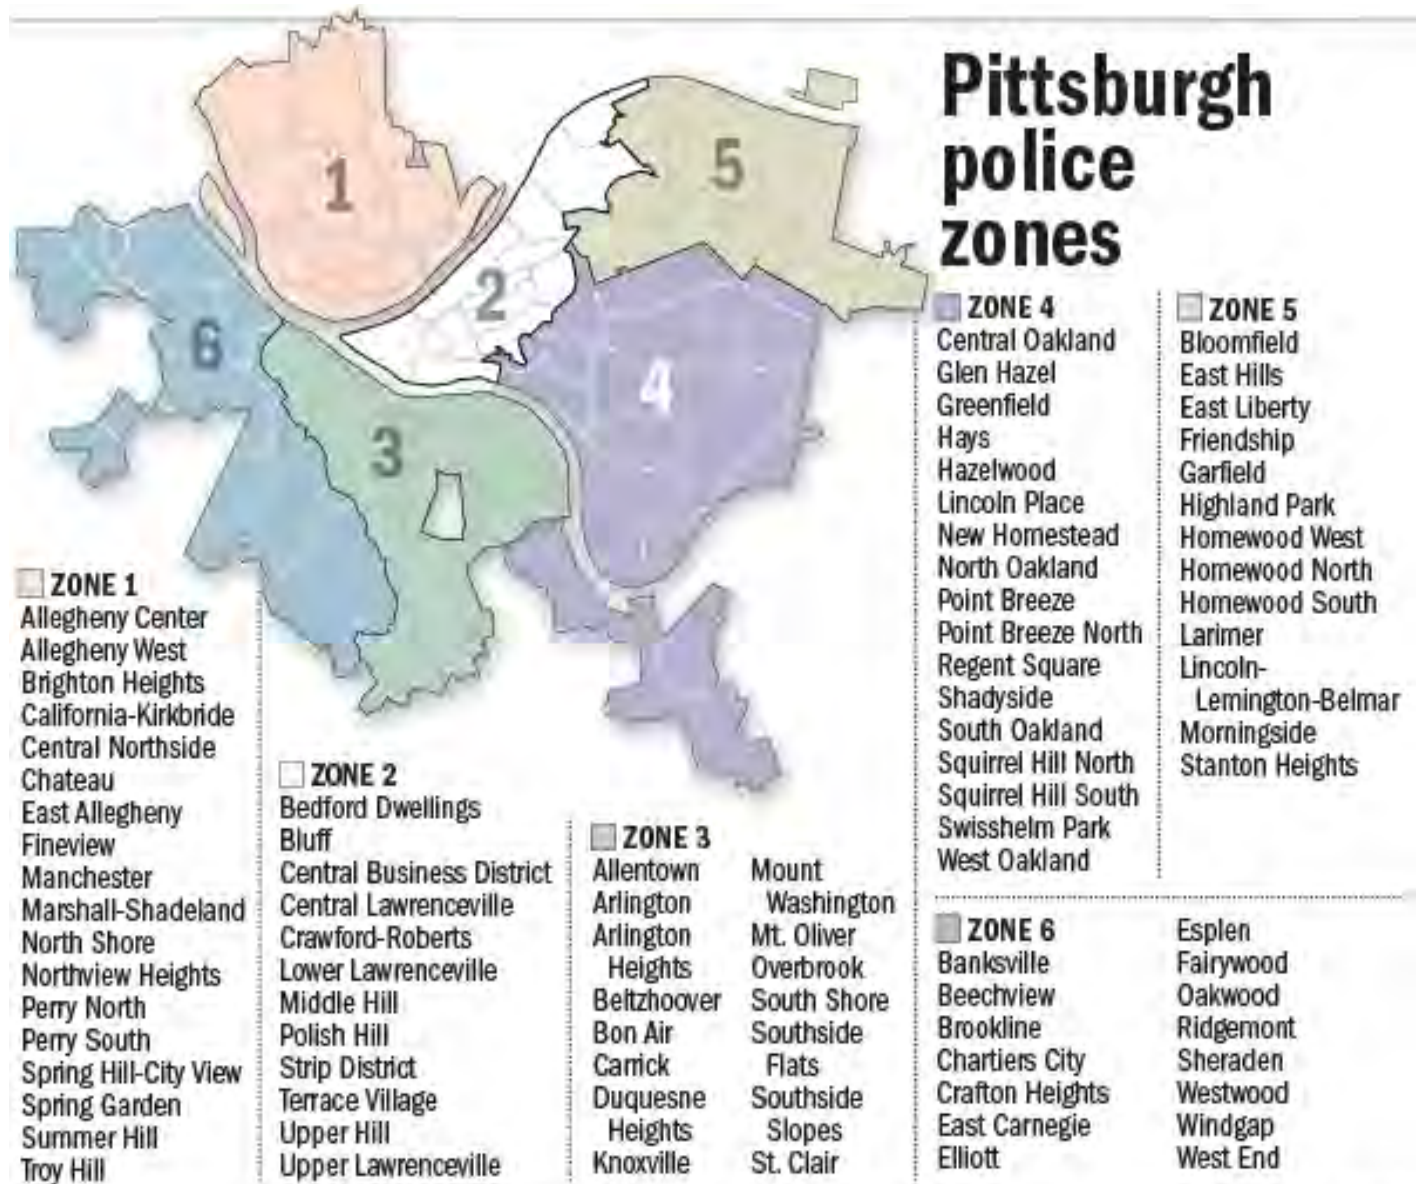 Pittsburgh
police
zones
1
2
3
4
5
6
ZONE 1
Allegheny Center
Allegheny West
Brighton Heights
California-Kirkbride
Central Northside
Chateau
East Allegheny
Fineview
Manchester
Marshall-Shadeland
North Shore
Northview Heights
Perry North
Perry South
Spring Hill-City View
Spring Garden
Summer Hill
Troy Hill
ZONE 2
Bedford Dwellings
Bluff
Central Business District
Central Lawrenceville
Crawford-Roberts
Lower Lawrenceville
Middle Hill
Polish Hill
Strip District
Terrace Village
Upper Hill
Upper Lawrenceville
ZONE 3
Allentown
Arlington
Arlington
Heights
Beltzhoover
Bon Air
Carrick
Duquesne
Heights
Knoxville
Mount
Washington
Mt. Oliver
Overbrook
South Shore
Southside
Flats
Southside
Slopes
St. Clair
ZONE 4
Central Oakland
Glen Hazel
Greenfield
Hays
Hazelwood
Lincoln Place
New Homestead
North Oakland
Point Breeze
Point Breeze North
Regent Square
Shadyside
South Oakland
Squirrel Hill North
Squirrel Hill South
Swisshelm Park
West Oakland
ZONE 5
Bloomfield
East Hills
East Liberty
Friendship
Garfield
Highland Park
Homewood West
Homewood North
Homewood South
Larimer
Lincoln-
Lemington-Belmar
Morningside
Stanton Heights
ZONE 6
Banksville
Beechview
Brookline
Chartiers City
Crafton Heights
East Carnegie
Elliott
Esplen
Fairywood
Oakwood
Ridgemont
Sheraden
Westwood
Windgap
West End